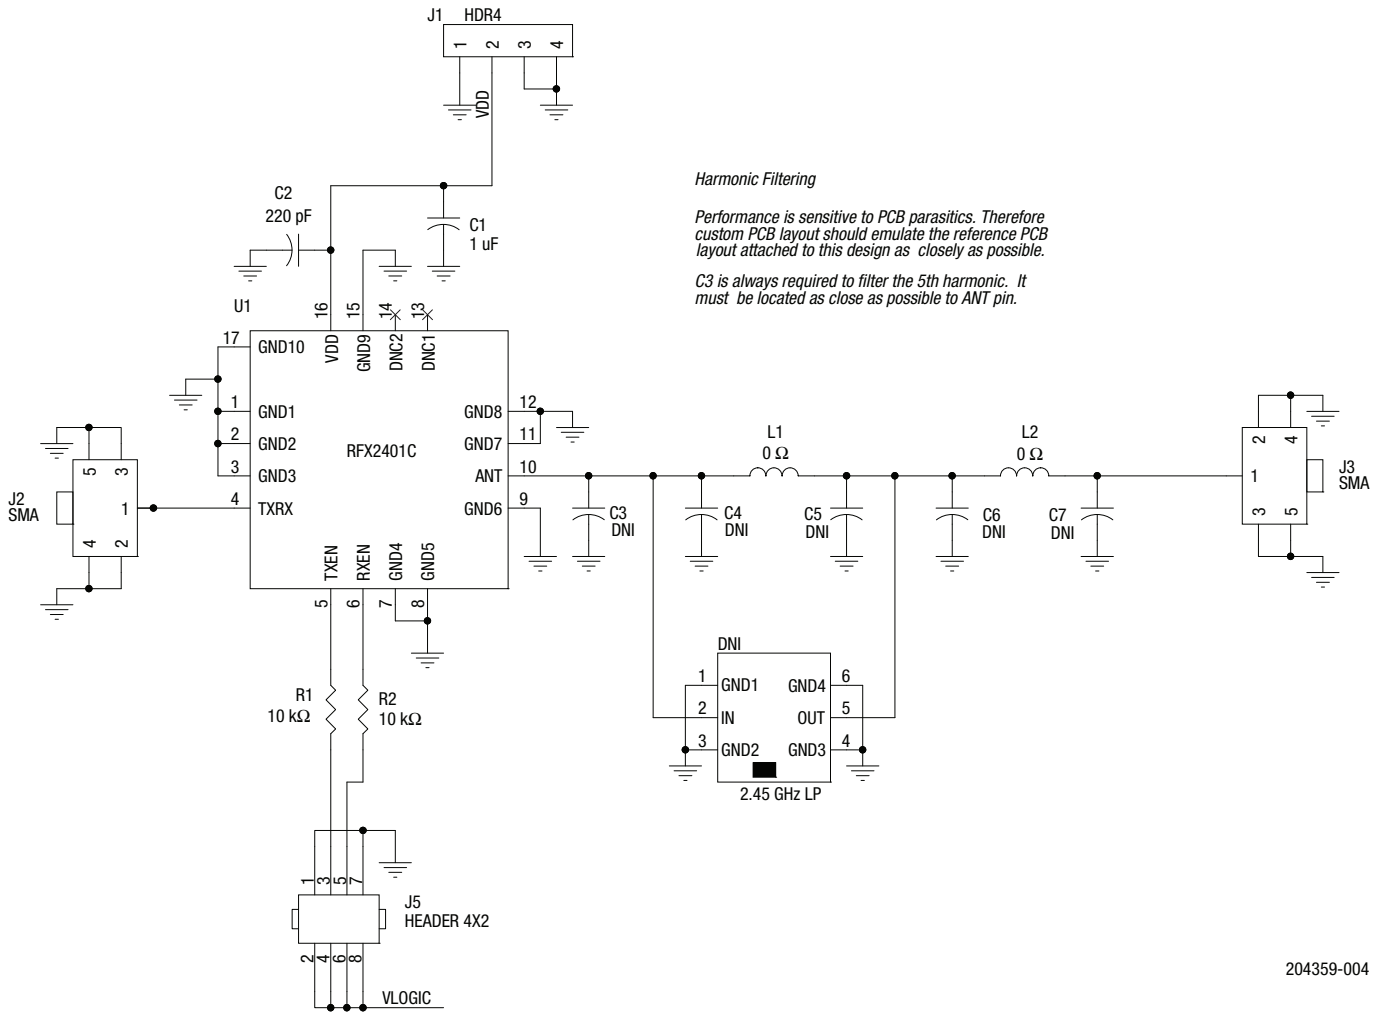 J1 HDR4
1 2 3 4
VDD
Harmonic Filtering
Performance is sensitive to PCB parasitics. Therefore
custom PCB layout should emulate the reference PCB
layout attached to this design as closely as possible.
C3 is always required to filter the 5th harmonic. It
must be located as close as possible to ANT pin.
C2
220 pF
C1
1 uF
U1
16 15 14 13
VDD GND9 DNC2 DNC1
17 GND10
1 GND1
2 GND2
3 GND3
4 TXRX
RFX2401C
GND8 12
GND7 11
ANT 10
GND6 9
TXEN RXEN GND4 GND5
5 6 7 8
J2
SMA
5 3
1
4 2
C3
DNI
C4
DNI
L1
0 Ω
C5
DNI
C6
DNI
L2
0 Ω
C7
DNI
2 4
1
3 5
J3
SMA
R1
10 kΩ
R2
10 kΩ
DNI
1 GND1 GND4 6
2 IN OUT 5
3 GND2 GND3 4
2.45 GHz LP
1 3 5 7
J5
HEADER 4X2
2 4 6 8
VLOGIC
204359-004